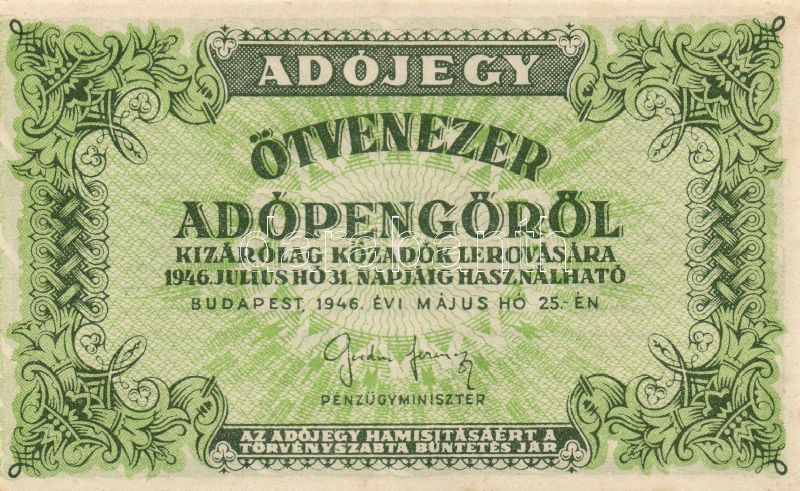 ADÓJEGY
ÖTVENEZER
ADÓPENGŐRŐL
KIZÁRÓLAG KÖZADÓK LEROVÁSÁRA
1946. JULIUS HÓ 31. NAPJÁIG HASZNÁLHATÓ
BUDAPEST, 1946. ÉVI MÁJUS HÓ 25.-ÉN
PÉNZÜGYMINISZTER
AZ ADÓJEGY HAMISITÁSAÉRT A
TÖRVÉNYSZABTA BÜNTETÉS JÁR